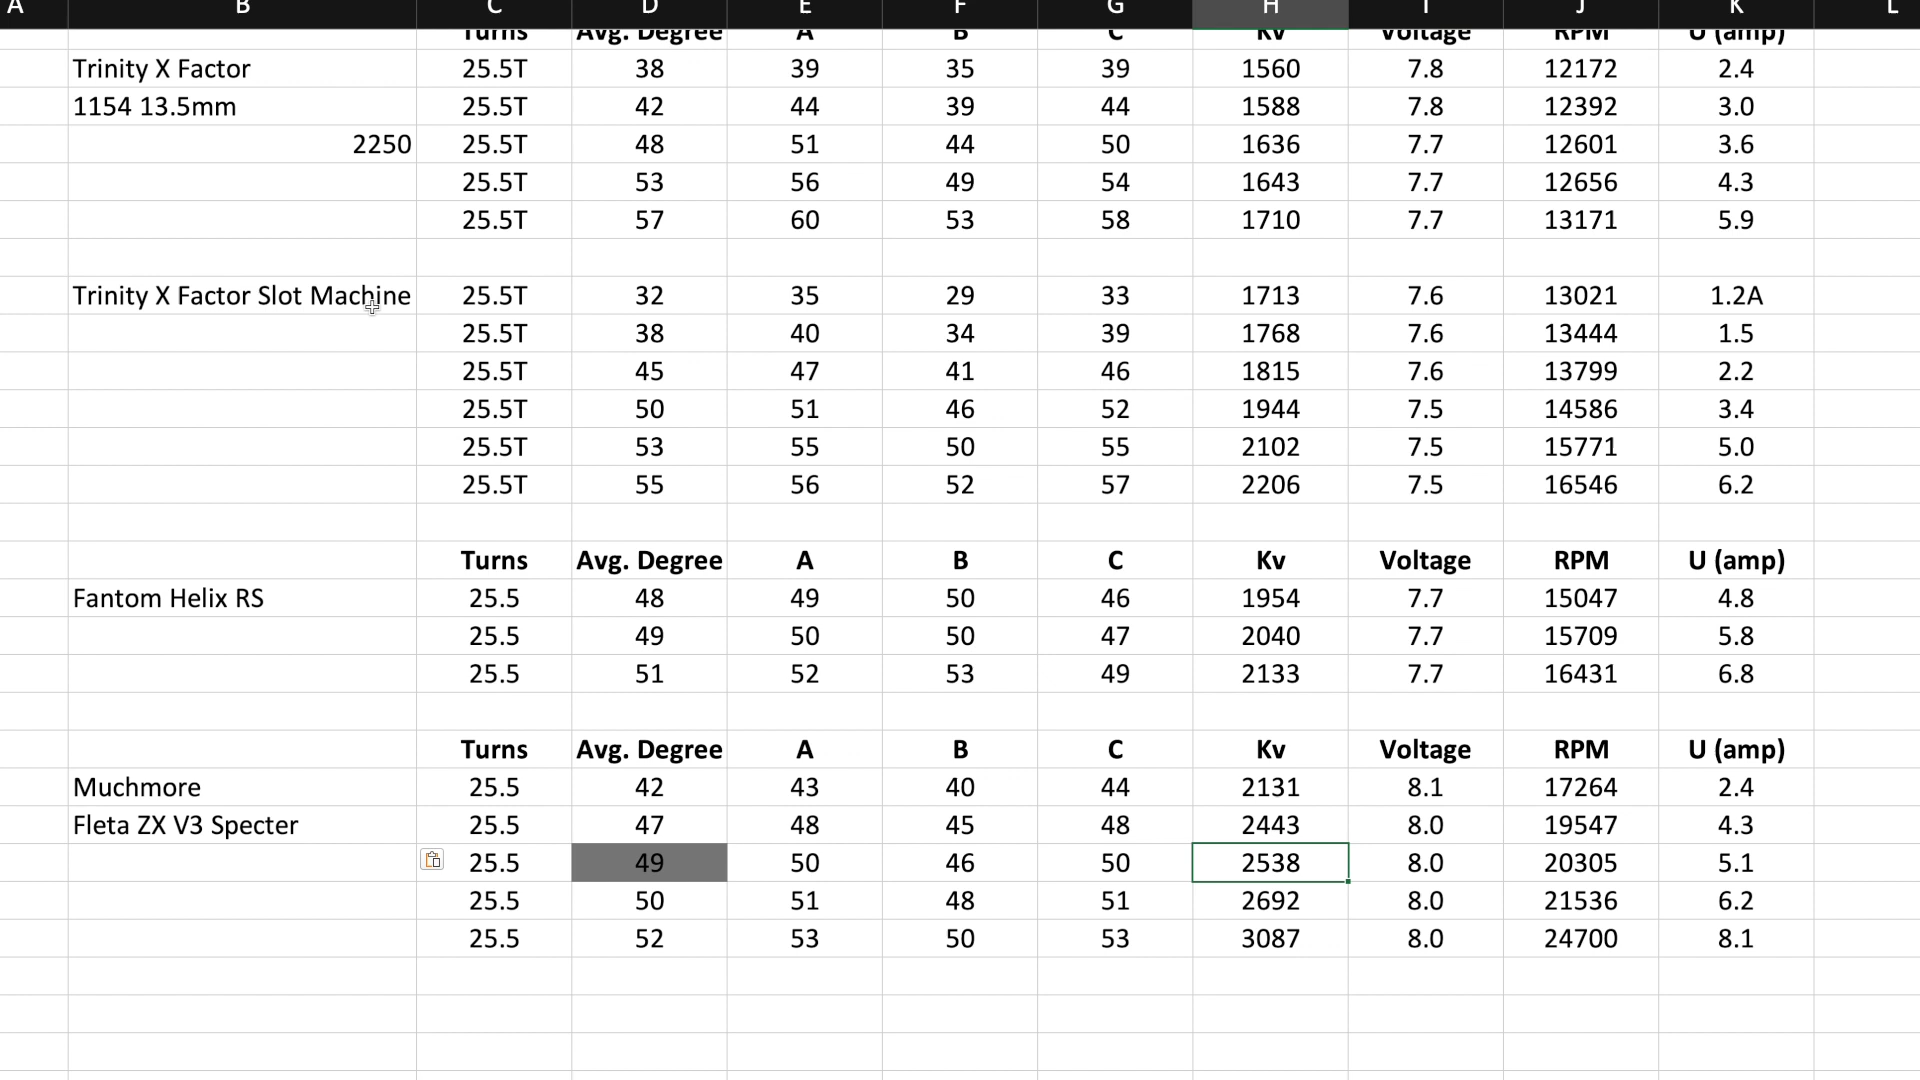 A B C D E F G H I J K L
Turns Avg. Degree A B C Kv Voltage RPM U (amp)
Trinity X Factor 25.5T 38 39 35 39 1560 7.8 12172 2.4
1154 13.5mm 25.5T 42 44 39 44 1588 7.8 12392 3.0
2250 25.5T 48 51 44 50 1636 7.7 12601 3.6
25.5T 53 56 49 54 1643 7.7 12656 4.3
25.5T 57 60 53 58 1710 7.7 13171 5.9
Trinity X Factor Slot Machine 25.5T 32 35 29 33 1713 7.6 13021 1.2A
25.5T 38 40 34 39 1768 7.6 13444 1.5
25.5T 45 47 41 46 1815 7.6 13799 2.2
25.5T 50 51 46 52 1944 7.5 14586 3.4
25.5T 53 55 50 55 2102 7.5 15771 5.0
25.5T 55 56 52 57 2206 7.5 16546 6.2
Turns Avg. Degree A B C Kv Voltage RPM U (amp)
Fantom Helix RS 25.5 48 49 50 46 1954 7.7 15047 4.8
25.5 49 50 50 47 2040 7.7 15709 5.8
25.5 51 52 53 49 2133 7.7 16431 6.8
Turns Avg. Degree A B C Kv Voltage RPM U (amp)
Muchmore 25.5 42 43 40 44 2131 8.1 17264 2.4
Fleta ZX V3 Specter 25.5 47 48 45 48 2443 8.0 19547 4.3
25.5 49 50 46 50 2538 8.0 20305 5.1
25.5 50 51 48 51 2692 8.0 21536 6.2
25.5 52 53 50 53 3087 8.0 24700 8.1